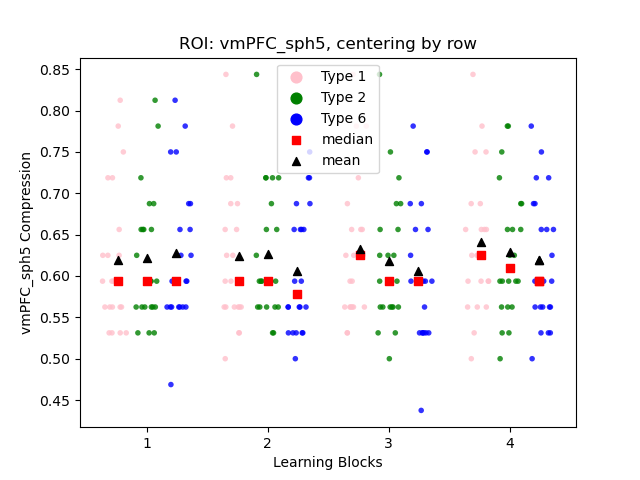 ROI: vmPFC_sph5, centering by row
Type 1
Type 2
Type 6
median
mean
vmPFC_sph5 Compression
0.85
0.80
0.75
0.70
0.65
0.60
0.55
0.50
0.45
1 2 3 4
Learning Blocks